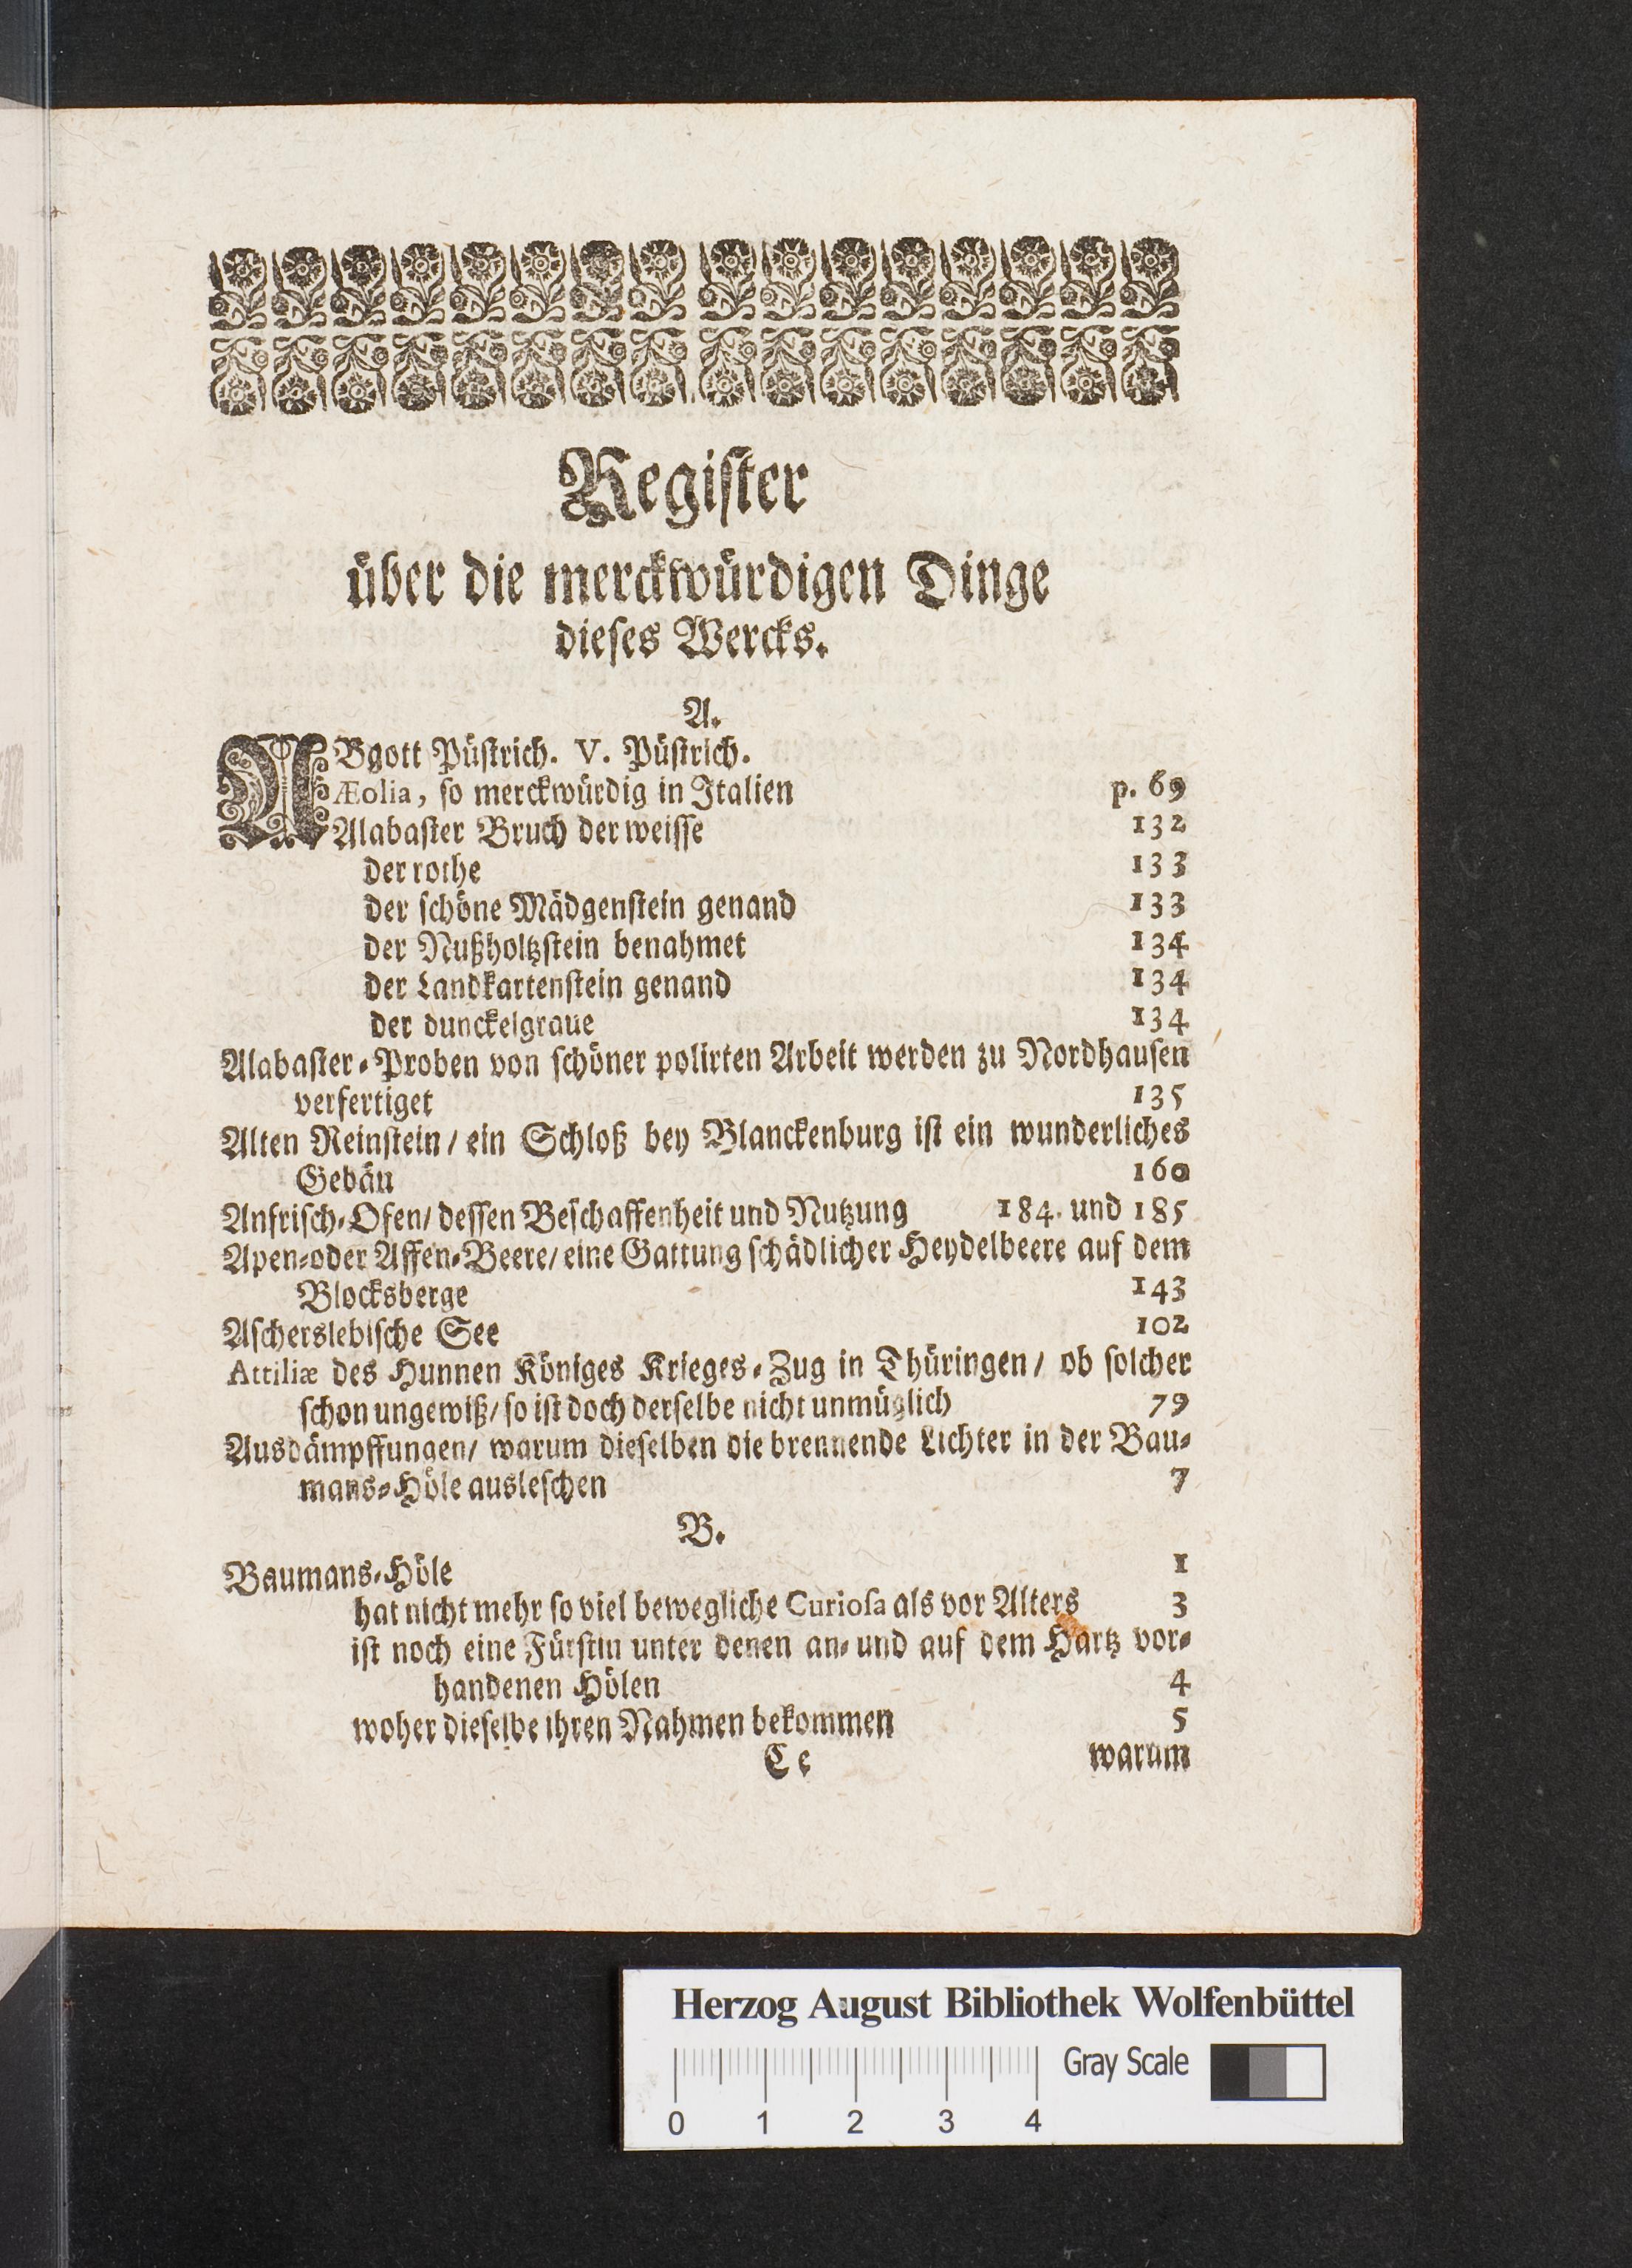 Register
über die merckwürdigen Dinge
dieses Wercks.
A.
ABgott Püstrich. V. Püstrich.
Æolia, so merckwürdig in Italien p. 69
Alabaster Bruch der weisse 132
der rothe 133
der schöne Mädgenstein genand 133
der Nußholtzstein benahmet 134
der Landkartenstein genand 134
der dunckelgraue 134
Alabaster-Proben von schöner polirten Arbeit werden zu Nordhausen
verfertiget 135
Alten Reinstein / ein Schloß bey Blanckenburg ist ein wunderliches
Gebäu 160
Anfrisch-Ofen / dessen Beschaffenheit und Nutzung 184. und 185
Apen-oder Affen-Beere / eine Gattung schädlicher Heydelbeere auf dem
Blocksberge 143
Ascherslebische See 102
Attiliæ des Hunnen Königes Krieges-Zug in Thüringen / ob solcher
schon ungewiß / so ist doch derselbe nicht unmüglich 79
Ausdämpffungen / warum dieselben die brennende Lichter in der Bau-
mans-Höle ausleschen 7
B.
Baumans-Höle 1
hat nicht mehr so viel bewegliche Curiosa als vor Alters 3
ist noch eine Fürstin unter denen an- und auf dem Hartz vor-
handenen Hölen 4
woher dieselbe ihren Nahmen bekommen 5
Cc warum
Herzog August Bibliothek Wolfenbüttel
Gray Scale
0 1 2 3 4